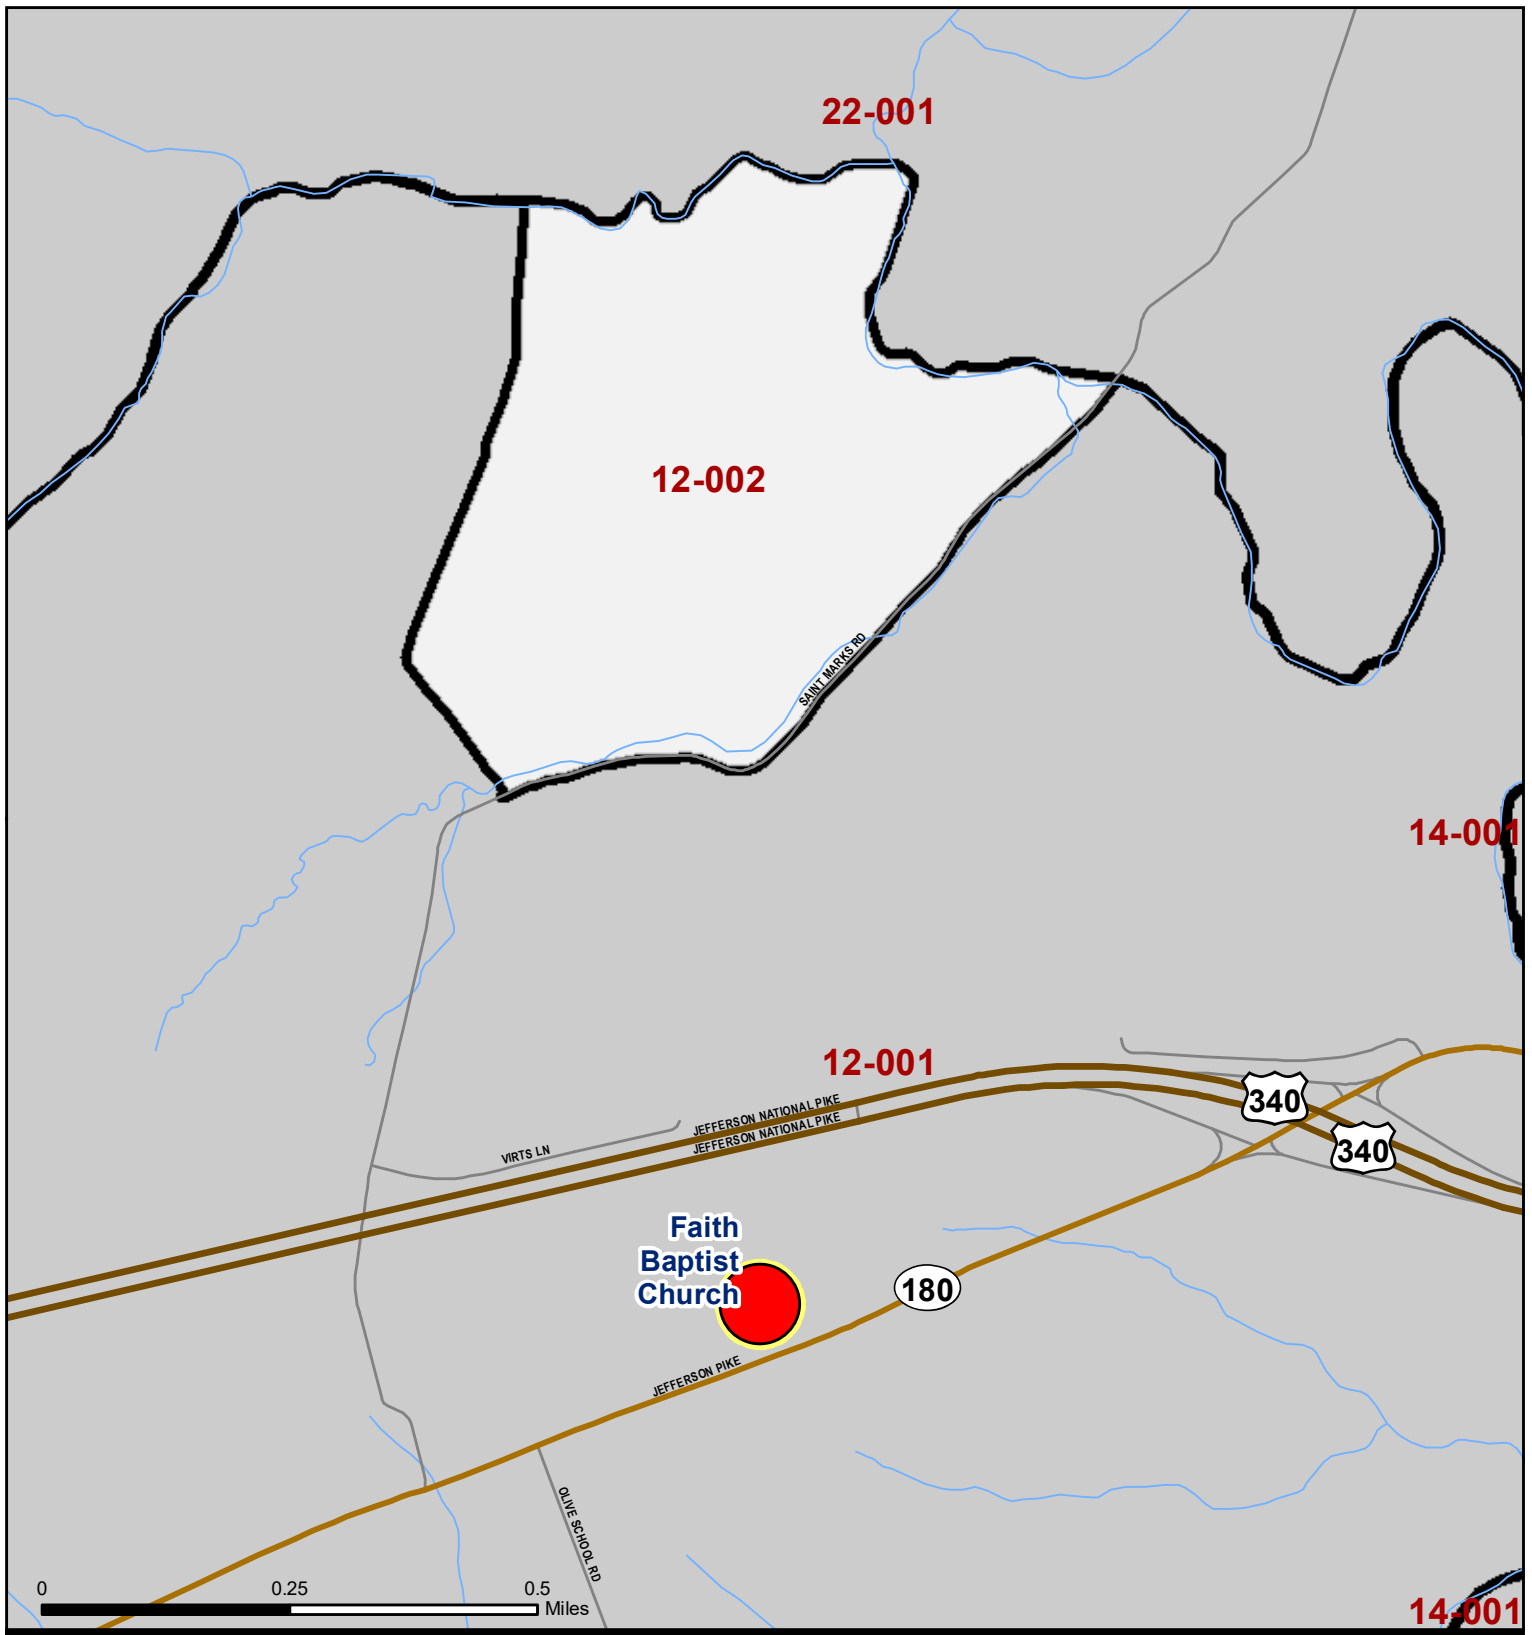 22-001
12-002
SAINT MARKS RD
14-001
12-001
340
JEFFERSON NATIONAL PIKE
JEFFERSON NATIONAL PIKE
340
VIRTS LN
Faith
Baptist
Church
180
JEFFERSON PIKE
OLIVE SCHOOL RD
0 0.25 0.5
Miles
14-001